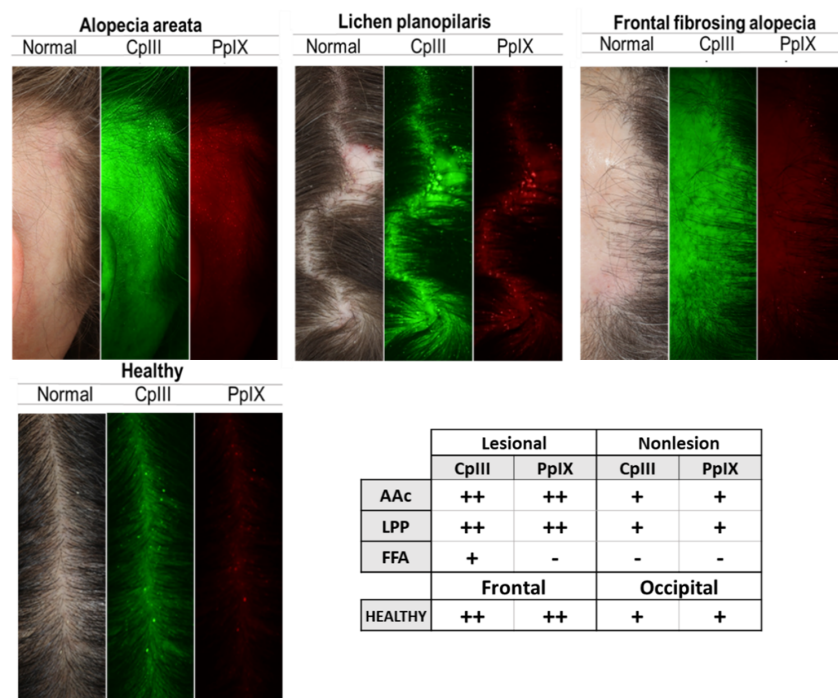 Alopecia areata
Normal CpIII PpIX
Lichen planopilaris
Normal CpIII PpIX
Frontal fibrosing alopecia
Normal CpIII PpIX
Healthy
Normal CpIII PpIX
Lesional Nonlesion
CpIII PpIX CpIII PpIX
AAc ++ ++ + +
LPP ++ ++ + +
FFA + - - -
Frontal Occipital
HEALTHY ++ ++ + +